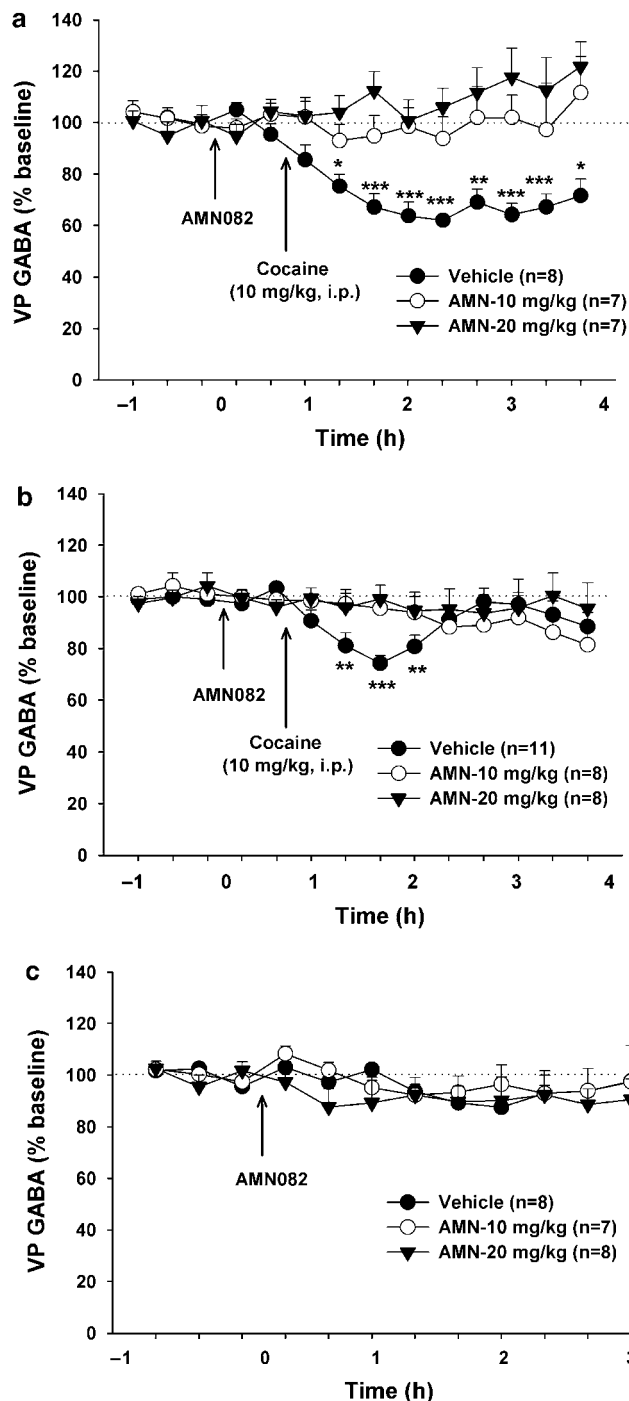 a
140
120
100
80
60
40
20
0
VP GABA (% baseline)
* *** *** *** ** *** *** *
AMN082
Cocaine
(10 mg/kg, i.p.)
Vehicle (n=8)
AMN-10 mg/kg (n=7)
AMN-20 mg/kg (n=7)
–1 0 1 2 3 4
Time (h)
b
140
120
100
80
60
40
20
0
VP GABA (% baseline)
** *** **
AMN082
Cocaine
(10 mg/kg, i.p.)
Vehicle (n=11)
AMN-10 mg/kg (n=8)
AMN-20 mg/kg (n=8)
–1 0 1 2 3 4
Time (h)
c
140
120
100
80
60
40
20
0
VP GABA (% baseline)
AMN082
Vehicle (n=8)
AMN-10 mg/kg (n=7)
AMN-20 mg/kg (n=8)
–1 0 1 2 3
Time (h)